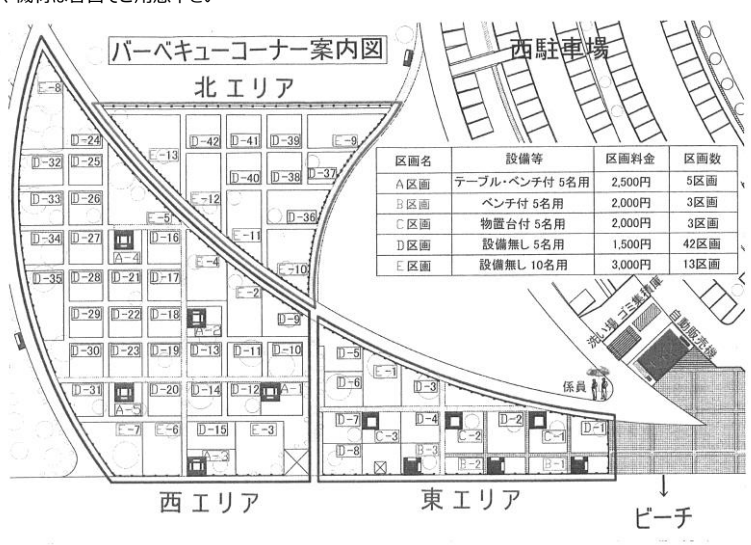 機材は各自でご用意下さい
バーベキューコーナー案内図
西駐車場
北エリア
区画名 設備等 区画料金 区画数
A区画 テーブル・ベンチ付 5名用 2,500円 5区画
B区画 ベンチ付 5名用 2,000円 3区画
C区画 物置台付 5名用 2,000円 3区画
D区画 設備無し 5名用 1,500円 42区画
E区画 設備無し 10名用 3,000円 13区画
E-8
D-24 D-42 D-41 D-39 E-9
D-32 D-25 E-13
D-40 D-38 D-37
D-33 D-26 E-12
E-5 D-36
D-34 D-27 A-4 D-16 E-11
E-4 E-10
D-35 D-28 D-21 D-17
E-2
D-29 D-22 D-18 A-2 D-9
D-30 D-23 D-19 D-13 D-11 D-10
D-31 A-5 D-20 D-14 D-12 A-1
E-7 E-6 D-15 E-3
A-3
D-5 E-1
D-6 D-3
D-7 C-3 D-4 C-2 D-2 C-1 D-1
D-8 B-3 B-2 B-1
洗い場
ゴミ集積庫
自動販売機
係員
西エリア
東エリア
ビーチ